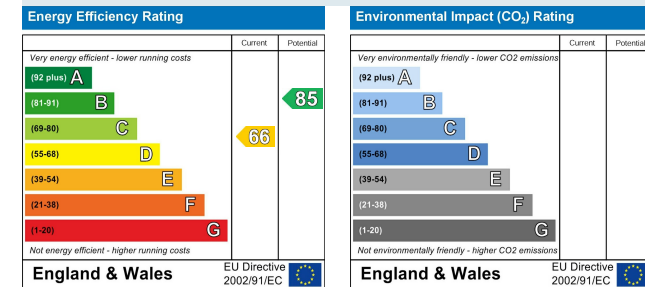 Energy Efficiency Rating
Current Potential
Very energy efficient - lower running costs
(92 plus) A
(81-91) B
85
(69-80) C
66
(55-68) D
(39-54) E
(21-38) F
(1-20) G
Not energy efficient - higher running costs
England & Wales
EU Directive
2002/91/EC
Environmental Impact (CO₂) Rating
Current Potential
Very environmentally friendly - lower CO2 emissions
(92 plus) A
(81-91) B
(69-80) C
(55-68) D
(39-54) E
(21-38) F
(1-20) G
Not environmentally friendly - higher CO2 emissions
England & Wales
EU Directive
2002/91/EC